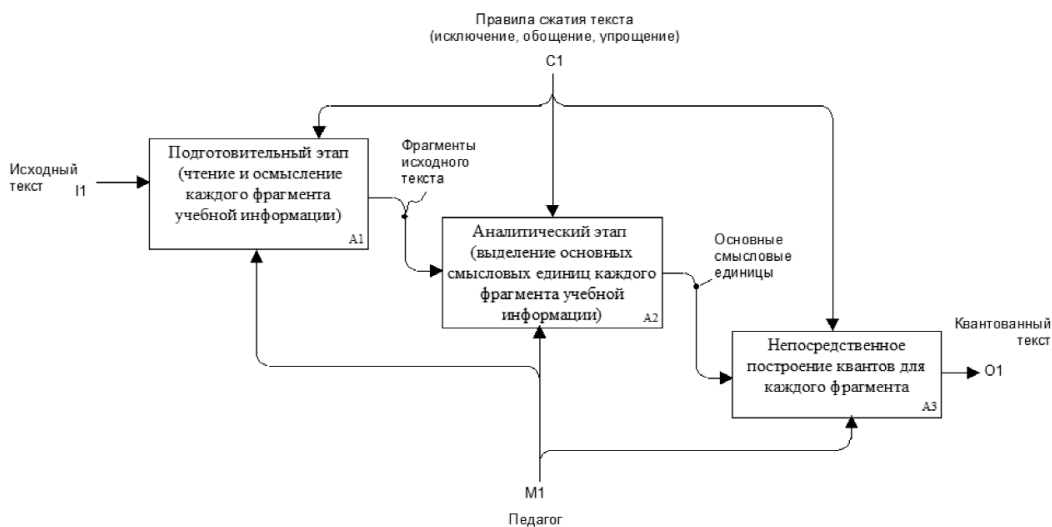 Правила сжатия текста
(исключение, обощение, упрощение)
C1
Исходный
текст
I1
Подготовительный этап
(чтение и осмысление
каждого фрагмента
учебной информации)
A1
Фрагменты
исходного
текста
Аналитический этап
(выделение основных
смысловых единиц каждого
фрагмента учебной
информации)
A2
Основные
смысловые
единицы
Непосредственное
построение квантов для
каждого фрагмента
A3
Квантованный
текст
O1
M1
Педагог